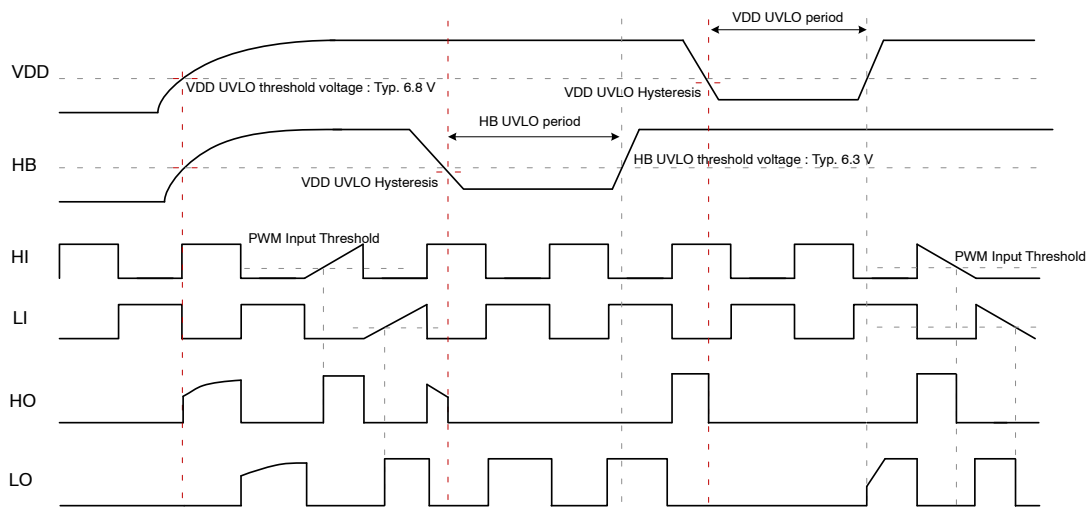 VDD UVLO period
VDD
VDD UVLO threshold voltage : Typ. 6.8 V
VDD UVLO Hysteresis
HB UVLO period
HB
HB UVLO threshold voltage : Typ. 6.3 V
VDD UVLO Hysteresis
PWM Input Threshold
HI
PWM Input Threshold
LI
HO
LO